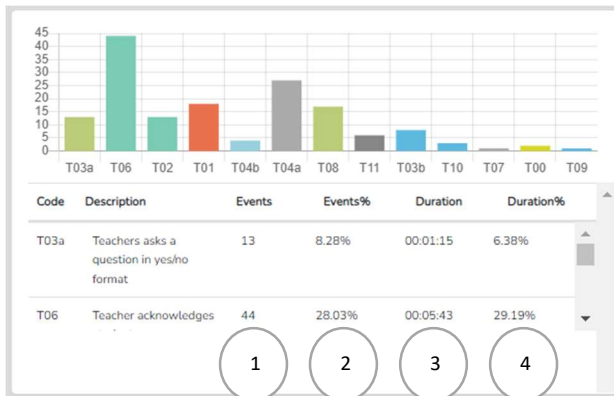 45
40
35
30
25
20
15
10
5
0
T03a T06 T02 T01 T04b T04a T08 T11 T03b T10 T07 T00 T09
Code Description Events Events% Duration Duration%
T03a Teachers asks a 13 8.28% 00:01:15 6.38%
question in yes/no
format
T06 Teacher acknowledges 44 28.03% 00:05:43 29.19%
1 2 3 4